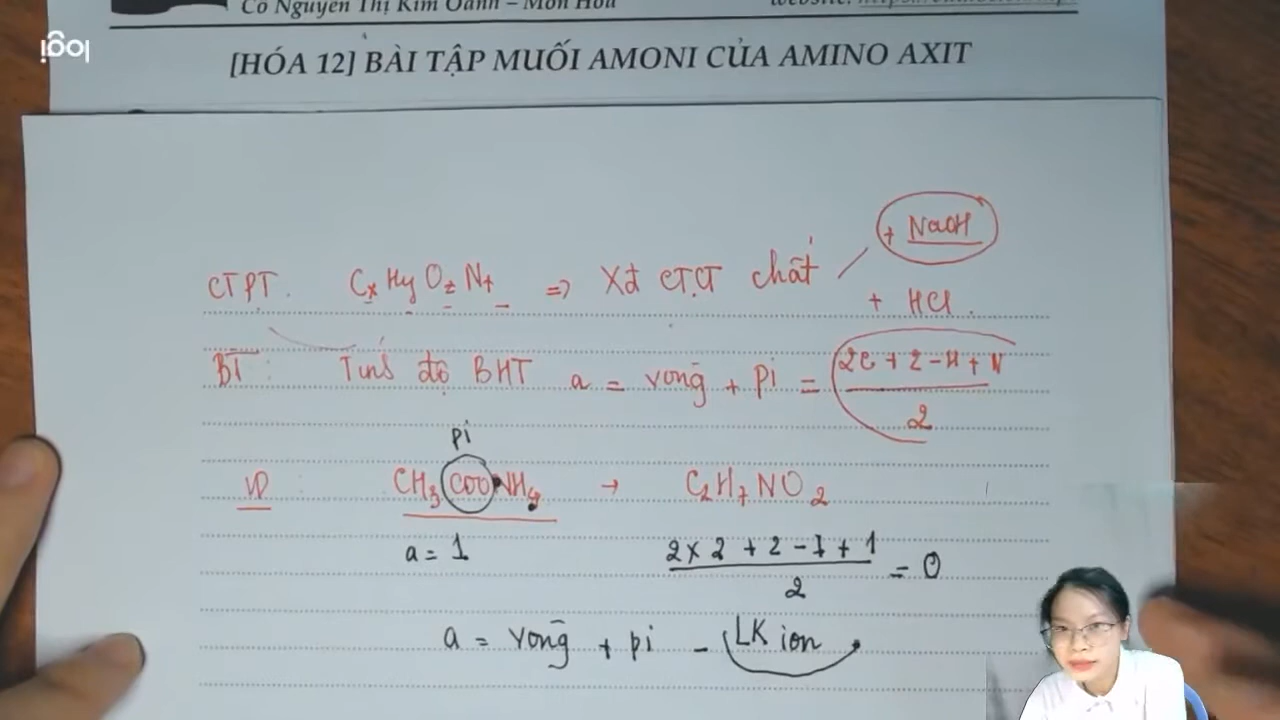 Cô Nguyễn Thị Kim Oanh – Môn Hóa
website:
logi
[HÓA 12] BÀI TẬP MUỐI AMONI CỦA AMINO AXIT
+ NaOH
CTPT. CxHyOzNt => Xđ CTCT chất
+ HCl.
BT: Tính độ BHT a = vòng + pi = (2C + 2 - H + N)/2
pi
VD: CH3COONH4 → C2H7NO2
a = 1 (2×2 + 2 - 7 + 1)/2 = 0
a = vòng + pi - LK ion